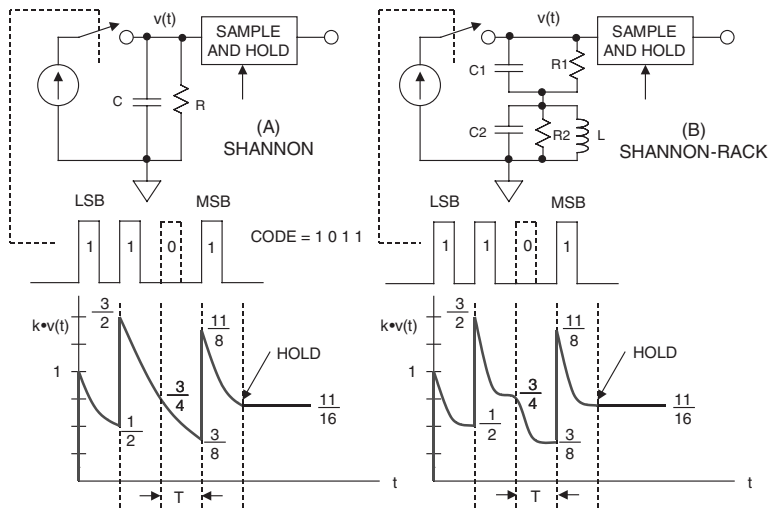 v(t)
SAMPLE
AND HOLD
C
R
(A)
SHANNON
v(t)
SAMPLE
AND HOLD
C1
R1
C2
R2
L
(B)
SHANNON-RACK
LSB
MSB
1
1
0
1
CODE = 1 0 1 1
LSB
MSB
1
1
0
1
k•v(t)
1
3/2
1/2
3/4
11/8
3/8
HOLD
11/16
T
t
k•v(t)
1
3/2
1/2
3/4
11/8
3/8
HOLD
11/16
T
t